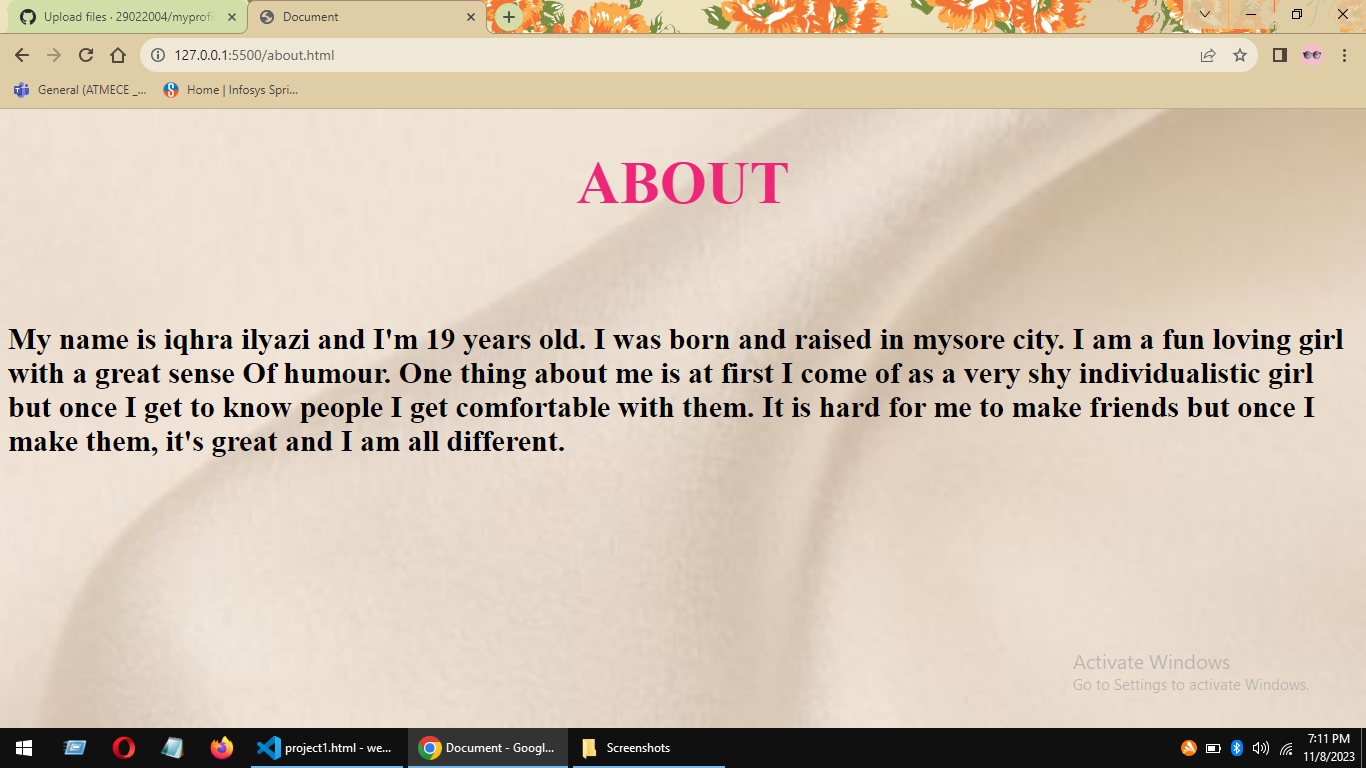 Upload files · 29022004/myprofi
Document
127.0.0.1:5500/about.html
General (ATMECE _...
Home | Infosys Spri...
ABOUT
My name is iqhra ilyazi and I'm 19 years old. I was born and raised in mysore city. I am a fun loving girl
with a great sense Of humour. One thing about me is at first I come of as a very shy individualistic girl
but once I get to know people I get comfortable with them. It is hard for me to make friends but once I
make them, it's great and I am all different.
Activate Windows
Go to Settings to activate Windows.
project1.html - we...
Document - Googl...
Screenshots
7:11 PM
11/8/2023